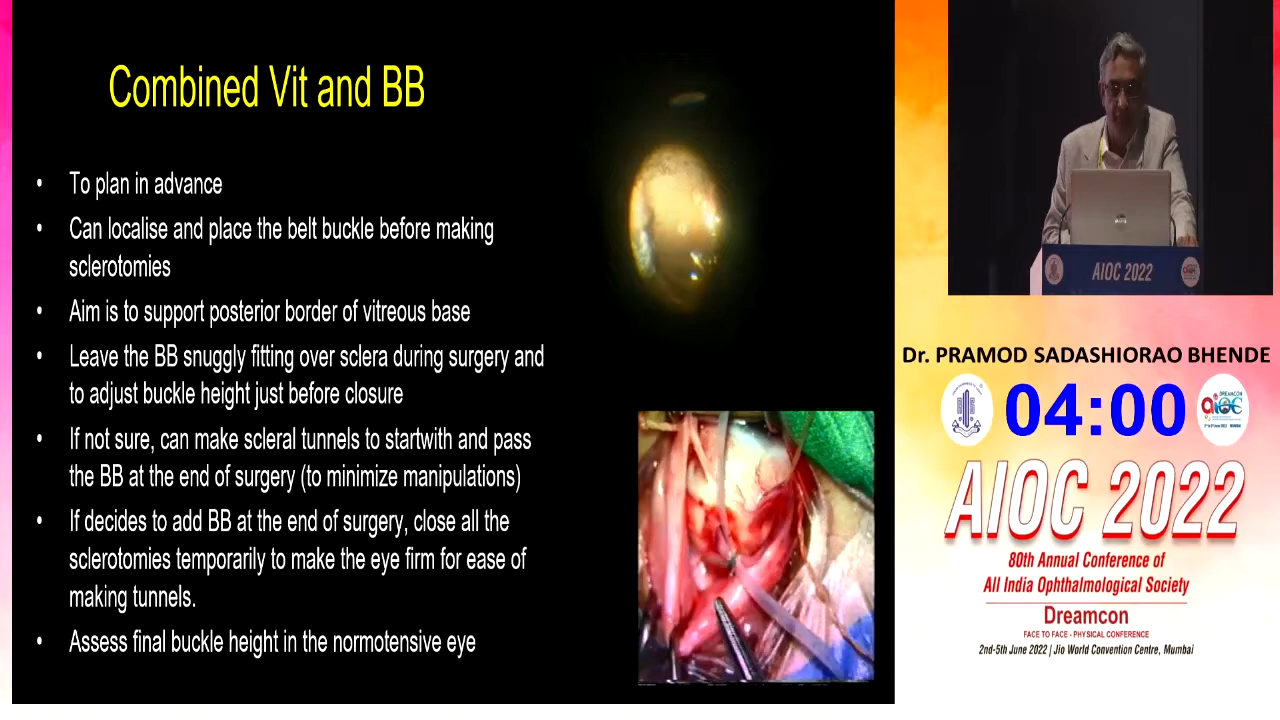 Combined Vit and BB
• To plan in advance
• Can localise and place the belt buckle before making
sclerotomies
• Aim is to support posterior border of vitreous base
• Leave the BB snuggly fitting over sclera during surgery and
to adjust buckle height just before closure
• If not sure, can make scleral tunnels to startwith and pass
the BB at the end of surgery (to minimize manipulations)
• If decides to add BB at the end of surgery, close all the
sclerotomies temporarily to make the eye firm for ease of
making tunnels.
• Assess final buckle height in the normotensive eye
AIOC 2022
Dr. PRAMOD SADASHIORAO BHENDE
04:00
AIOC 2022
80th Annual Conference of
All India Ophthalmological Society
Dreamcon
FACE TO FACE - PHYSICAL CONFERENCE
2nd-5th June 2022 | Jio World Convention Centre, Mumbai